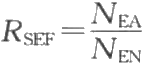 R_SEF = N_EA / N_EN